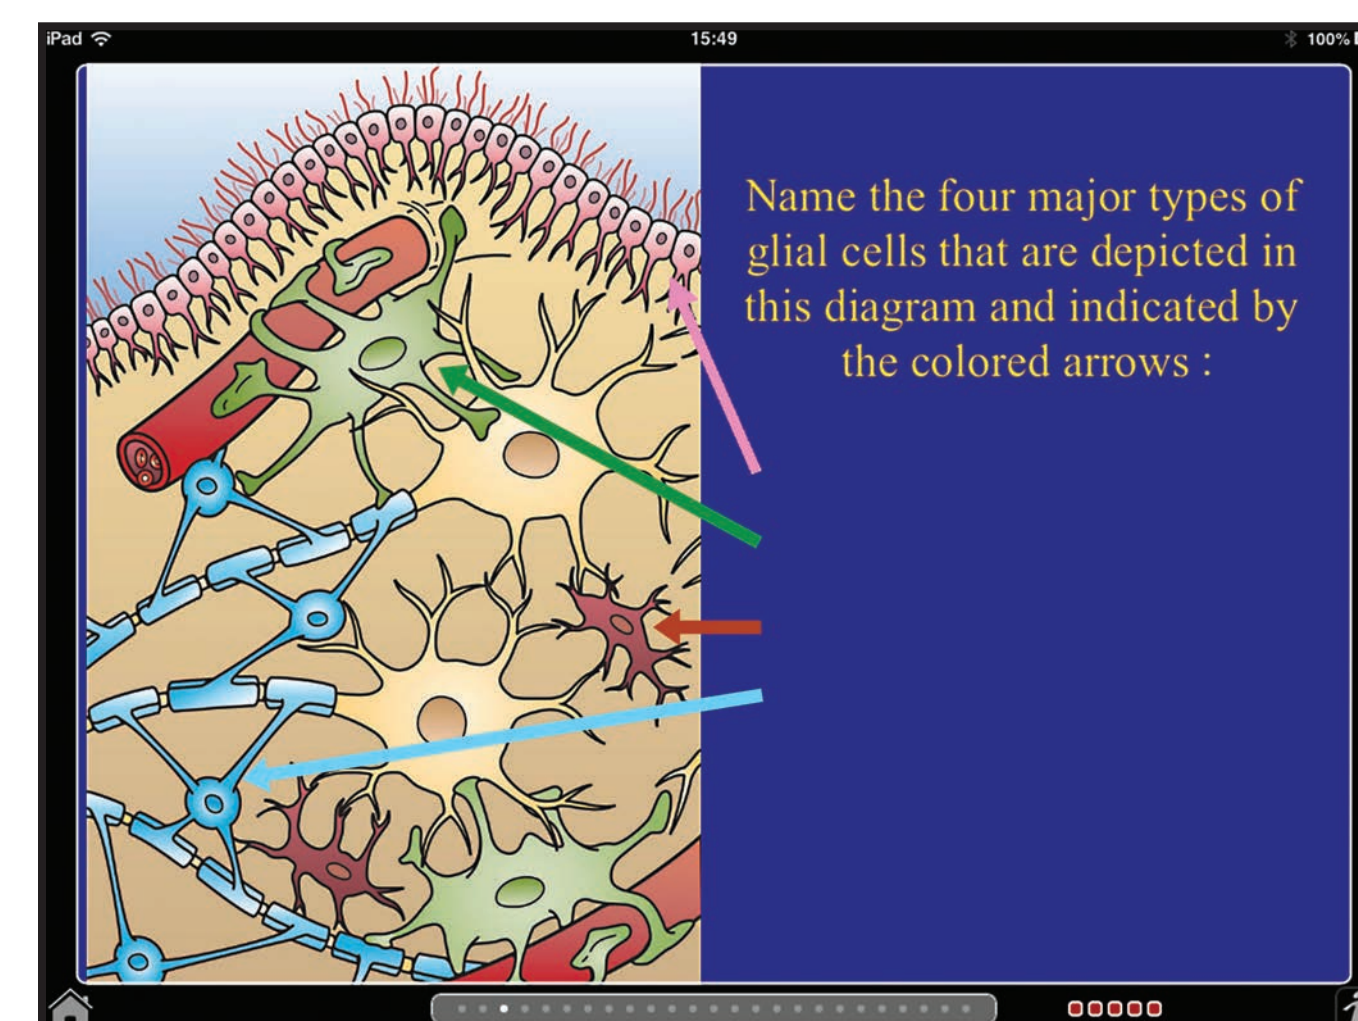 iPad 15:49 100%
Name the four major types of
glial cells that are depicted in
this diagram and indicated by
the colored arrows :